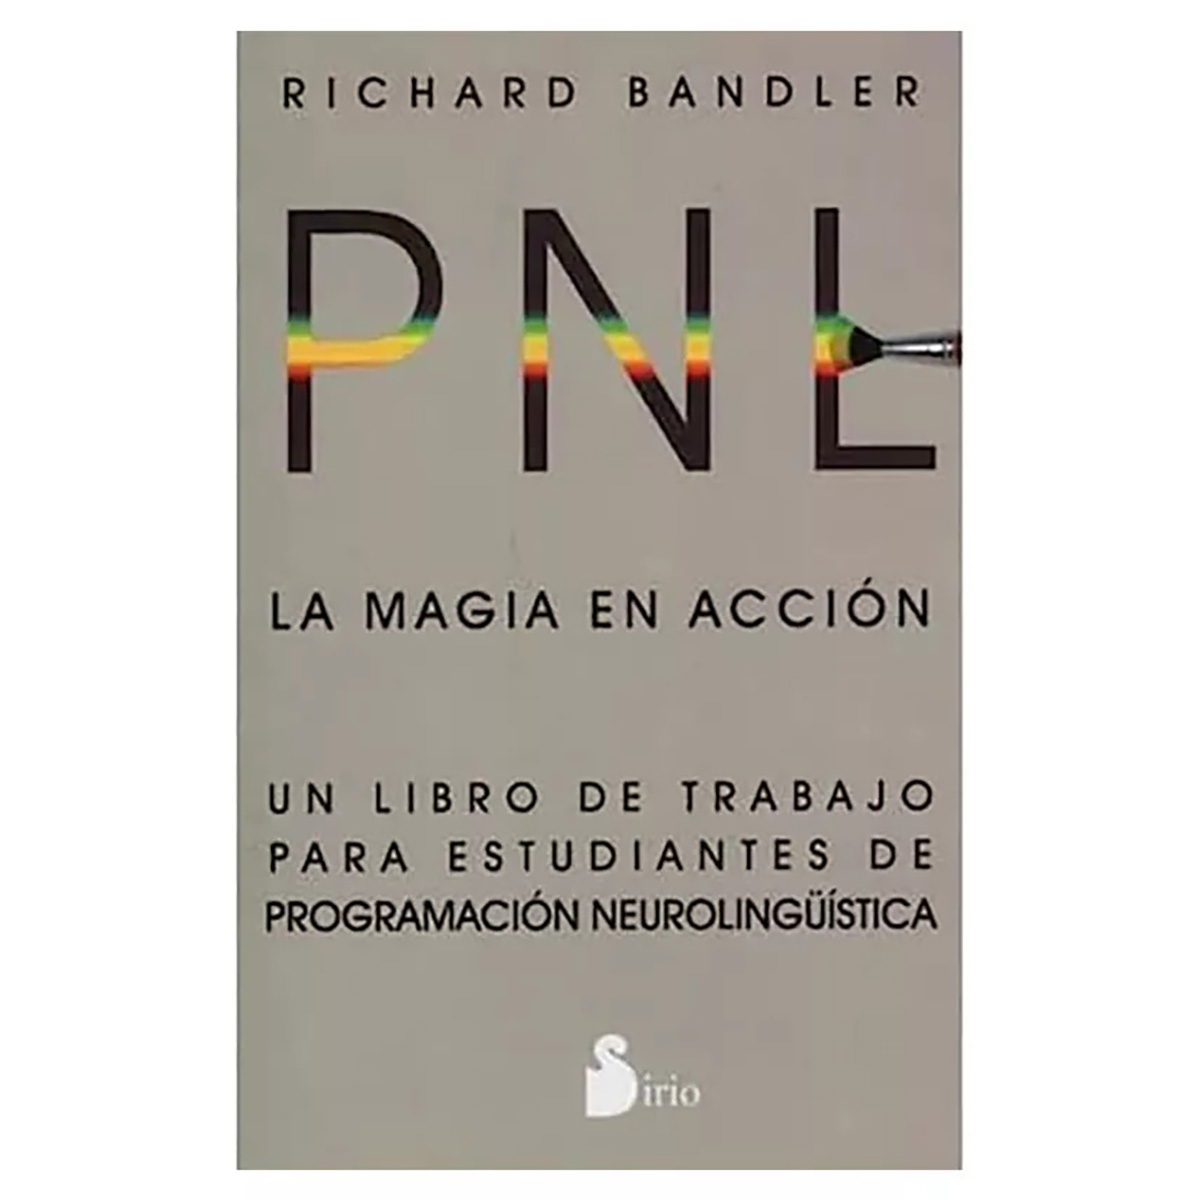 RICHARD BANDLER
PNL
LA MAGIA EN ACCIÓN
UN LIBRO DE TRABAJO
PARA ESTUDIANTES DE
PROGRAMACIÓN NEUROLINGÜÍSTICA
Sirio